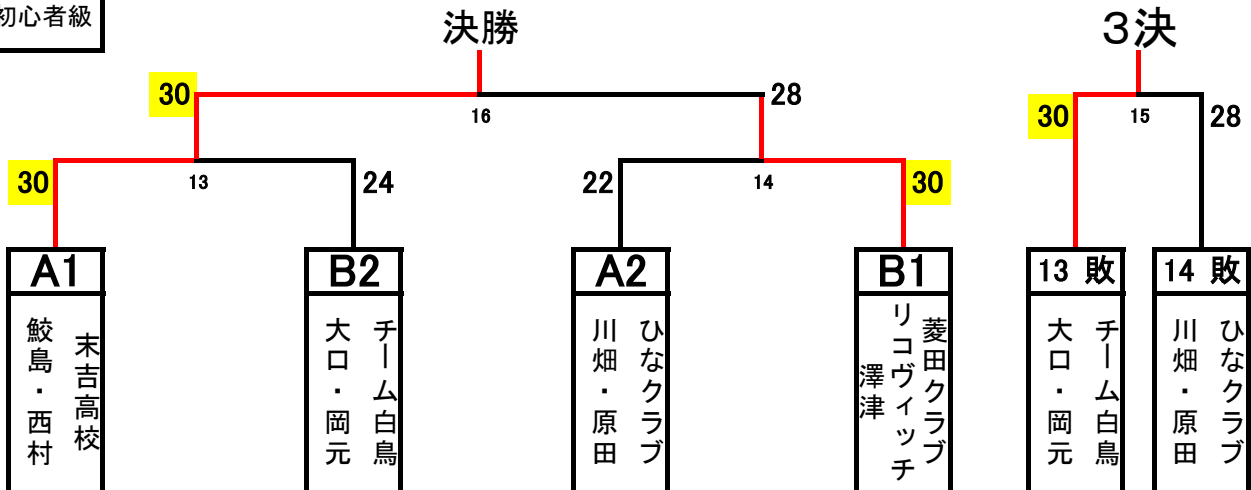 初心者級
決勝
3決
30
28
16
30
28
15
30
24
13
22
30
14
A1
B2
A2
B1
13 敗
14 敗
末吉高校
鮫島・西村
チーム白鳥
大口・岡元
ひなクラブ
川畑・原田
菱田クラブ
リコヴィッチ
澤津
チーム白鳥
大口・岡元
ひなクラブ
川畑・原田